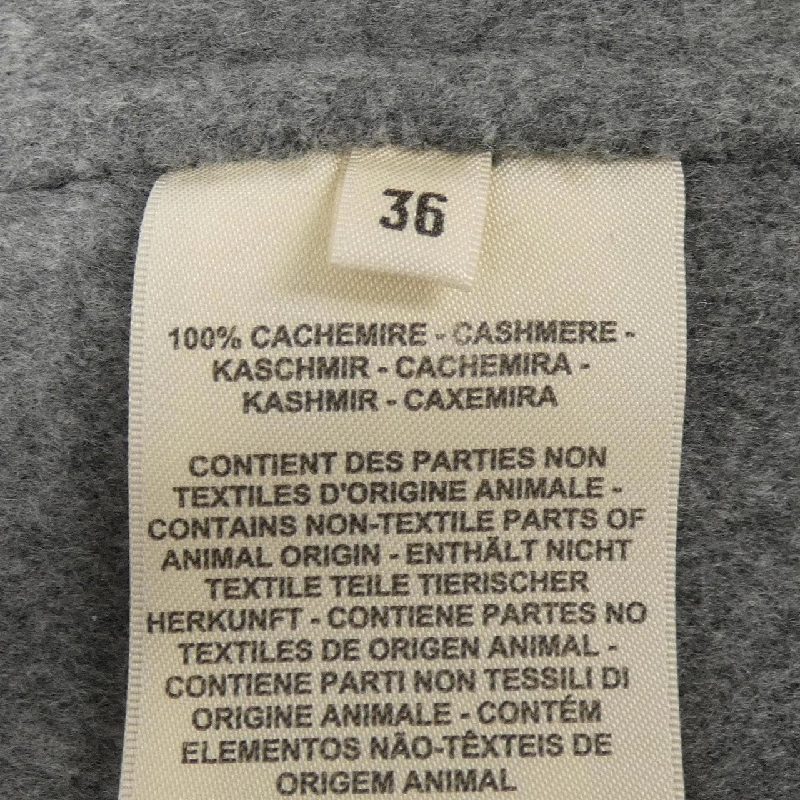 36
100% CACHEMIRE - CASHMERE -
KASCHMIR - CACHEMIRA -
KASHMIR - CAXEMIRA
CONTIENT DES PARTIES NON
TEXTILES D'ORIGINE ANIMALE -
CONTAINS NON-TEXTILE PARTS OF
ANIMAL ORIGIN - ENTHÄLT NICHT
TEXTILE TEILE TIERISCHER
HERKUNFT - CONTIENE PARTES NO
TEXTILES DE ORIGEN ANIMAL -
CONTIENE PARTI NON TESSILI DI
ORIGINE ANIMALE - CONTÉM
ELEMENTOS NÃO-TÊXTEIS DE
ORIGEM ANIMAL